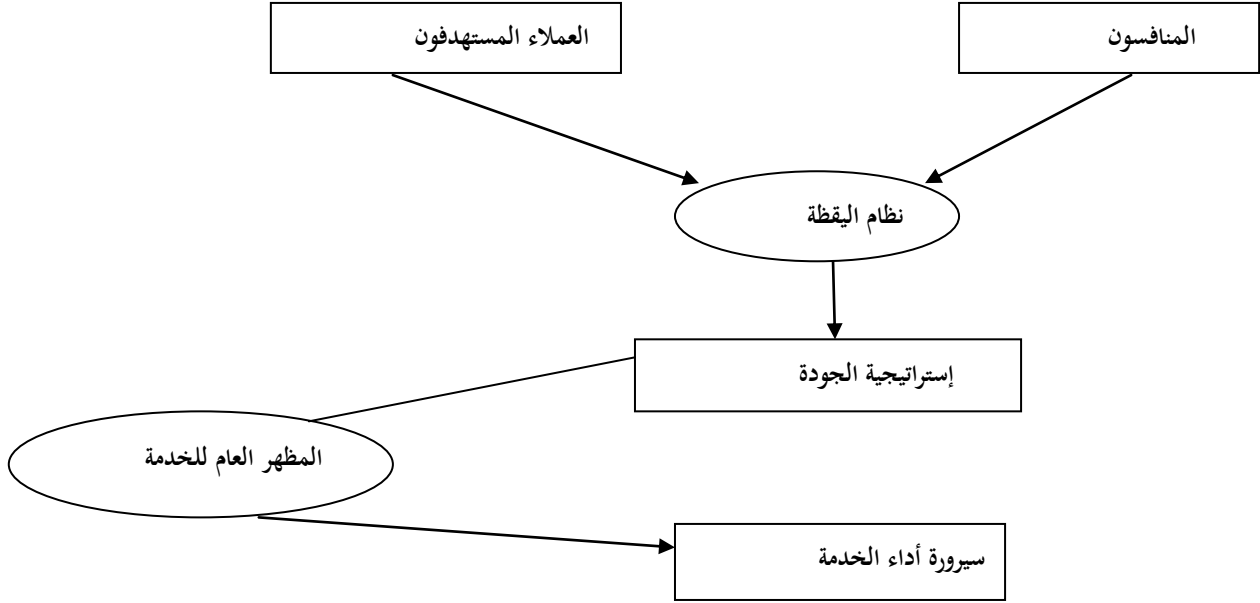 المنافسون
العملاء المستهدفون
نظام اليقظة
إستراتيجية الجودة
المظهر العام للخدمة
سيرورة أداء الخدمة